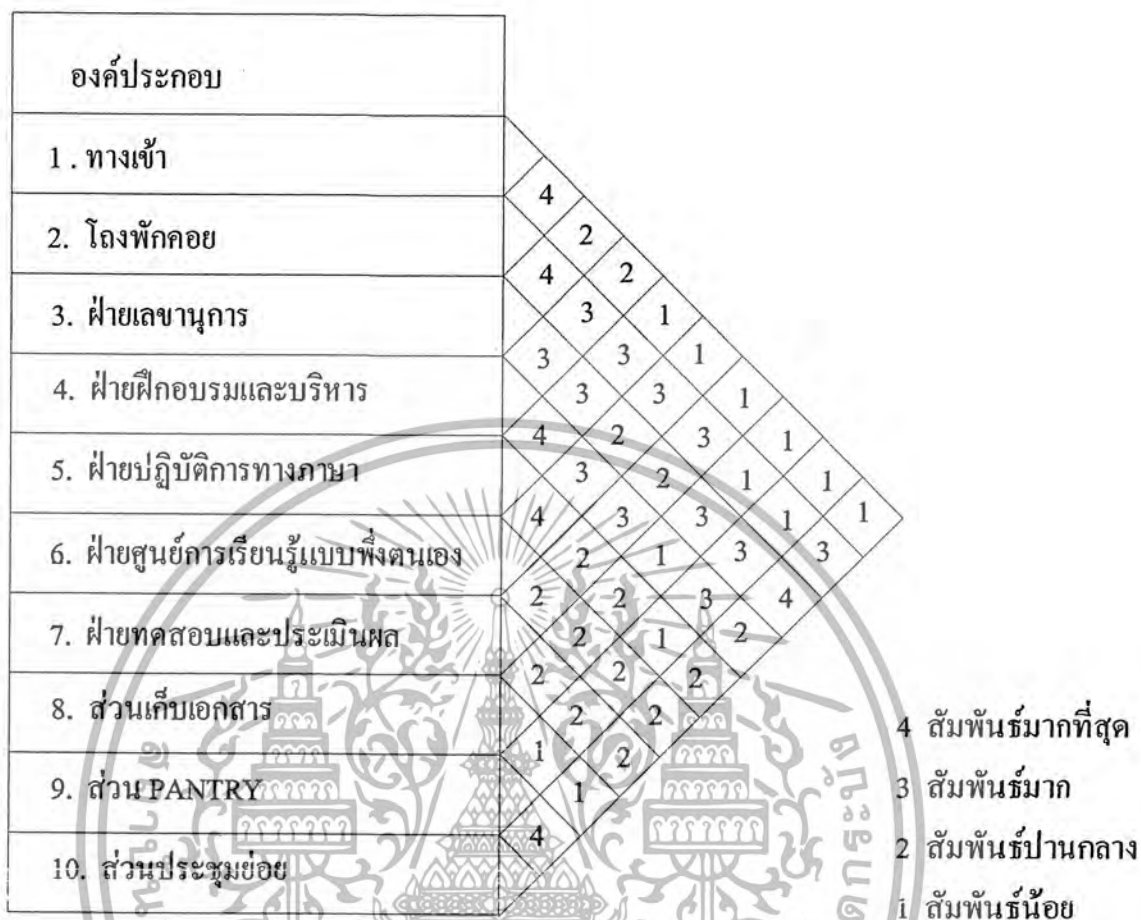 องค์ประกอบ
1 . ทางเข้า
4
2. โถงพักคอย 2
4 2
3. ฝ่ายเลขานุการ 3 1
3 3 1
4. ฝ่ายฝึกอบรมและบริหาร 3 3 1
4 2 3 1
5. ฝ่ายปฏิบัติการทางภาษา 3 2 1 1
4 3 3 1 1
6. ฝ่ายศูนย์การเรียนรู้แบบพึ่งตนเอง 2 1 3 3
2 2 3 4
7. ฝ่ายทดสอบและประเมินผล 2 1 2
2 2 2
8. ส่วนเก็บเอกสาร 2 2
1 2
9. ส่วน PANTRY 1
4
10. ส่วนประชุมย่อย
4 สัมพันธ์มากที่สุด
3 สัมพันธ์มาก
2 สัมพันธ์ปานกลาง
1 สัมพันธ์น้อย